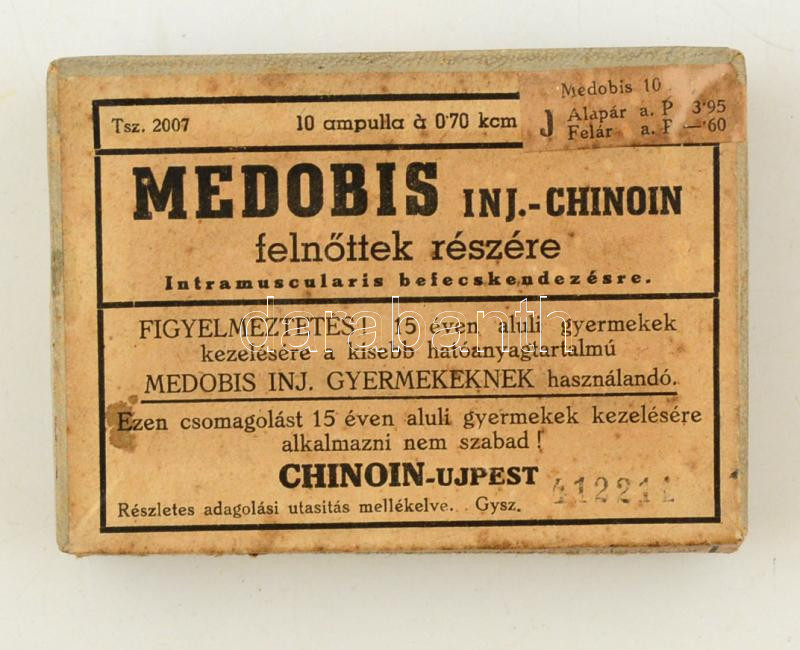 Medobis 10
J Alapár a. P 3'95
Felár a. P —'60
Tsz. 2007 10 ampulla à 0'70 kcm
MEDOBIS INJ.-CHINOIN
felnőttek részére
Intramuscularis befecskendezésre.
darabanth
FIGYELMEZTETÉS! 15 éven aluli gyermekek
kezelésére a kisebb hatóanyagtartalmú
MEDOBIS INJ. GYERMEKEKNEK használandó.
Ezen csomagolást 15 éven aluli gyermekek kezelésére
alkalmazni nem szabad!
CHINOIN-UJPEST
Részletes adagolási utasitás mellékelve. Gysz.